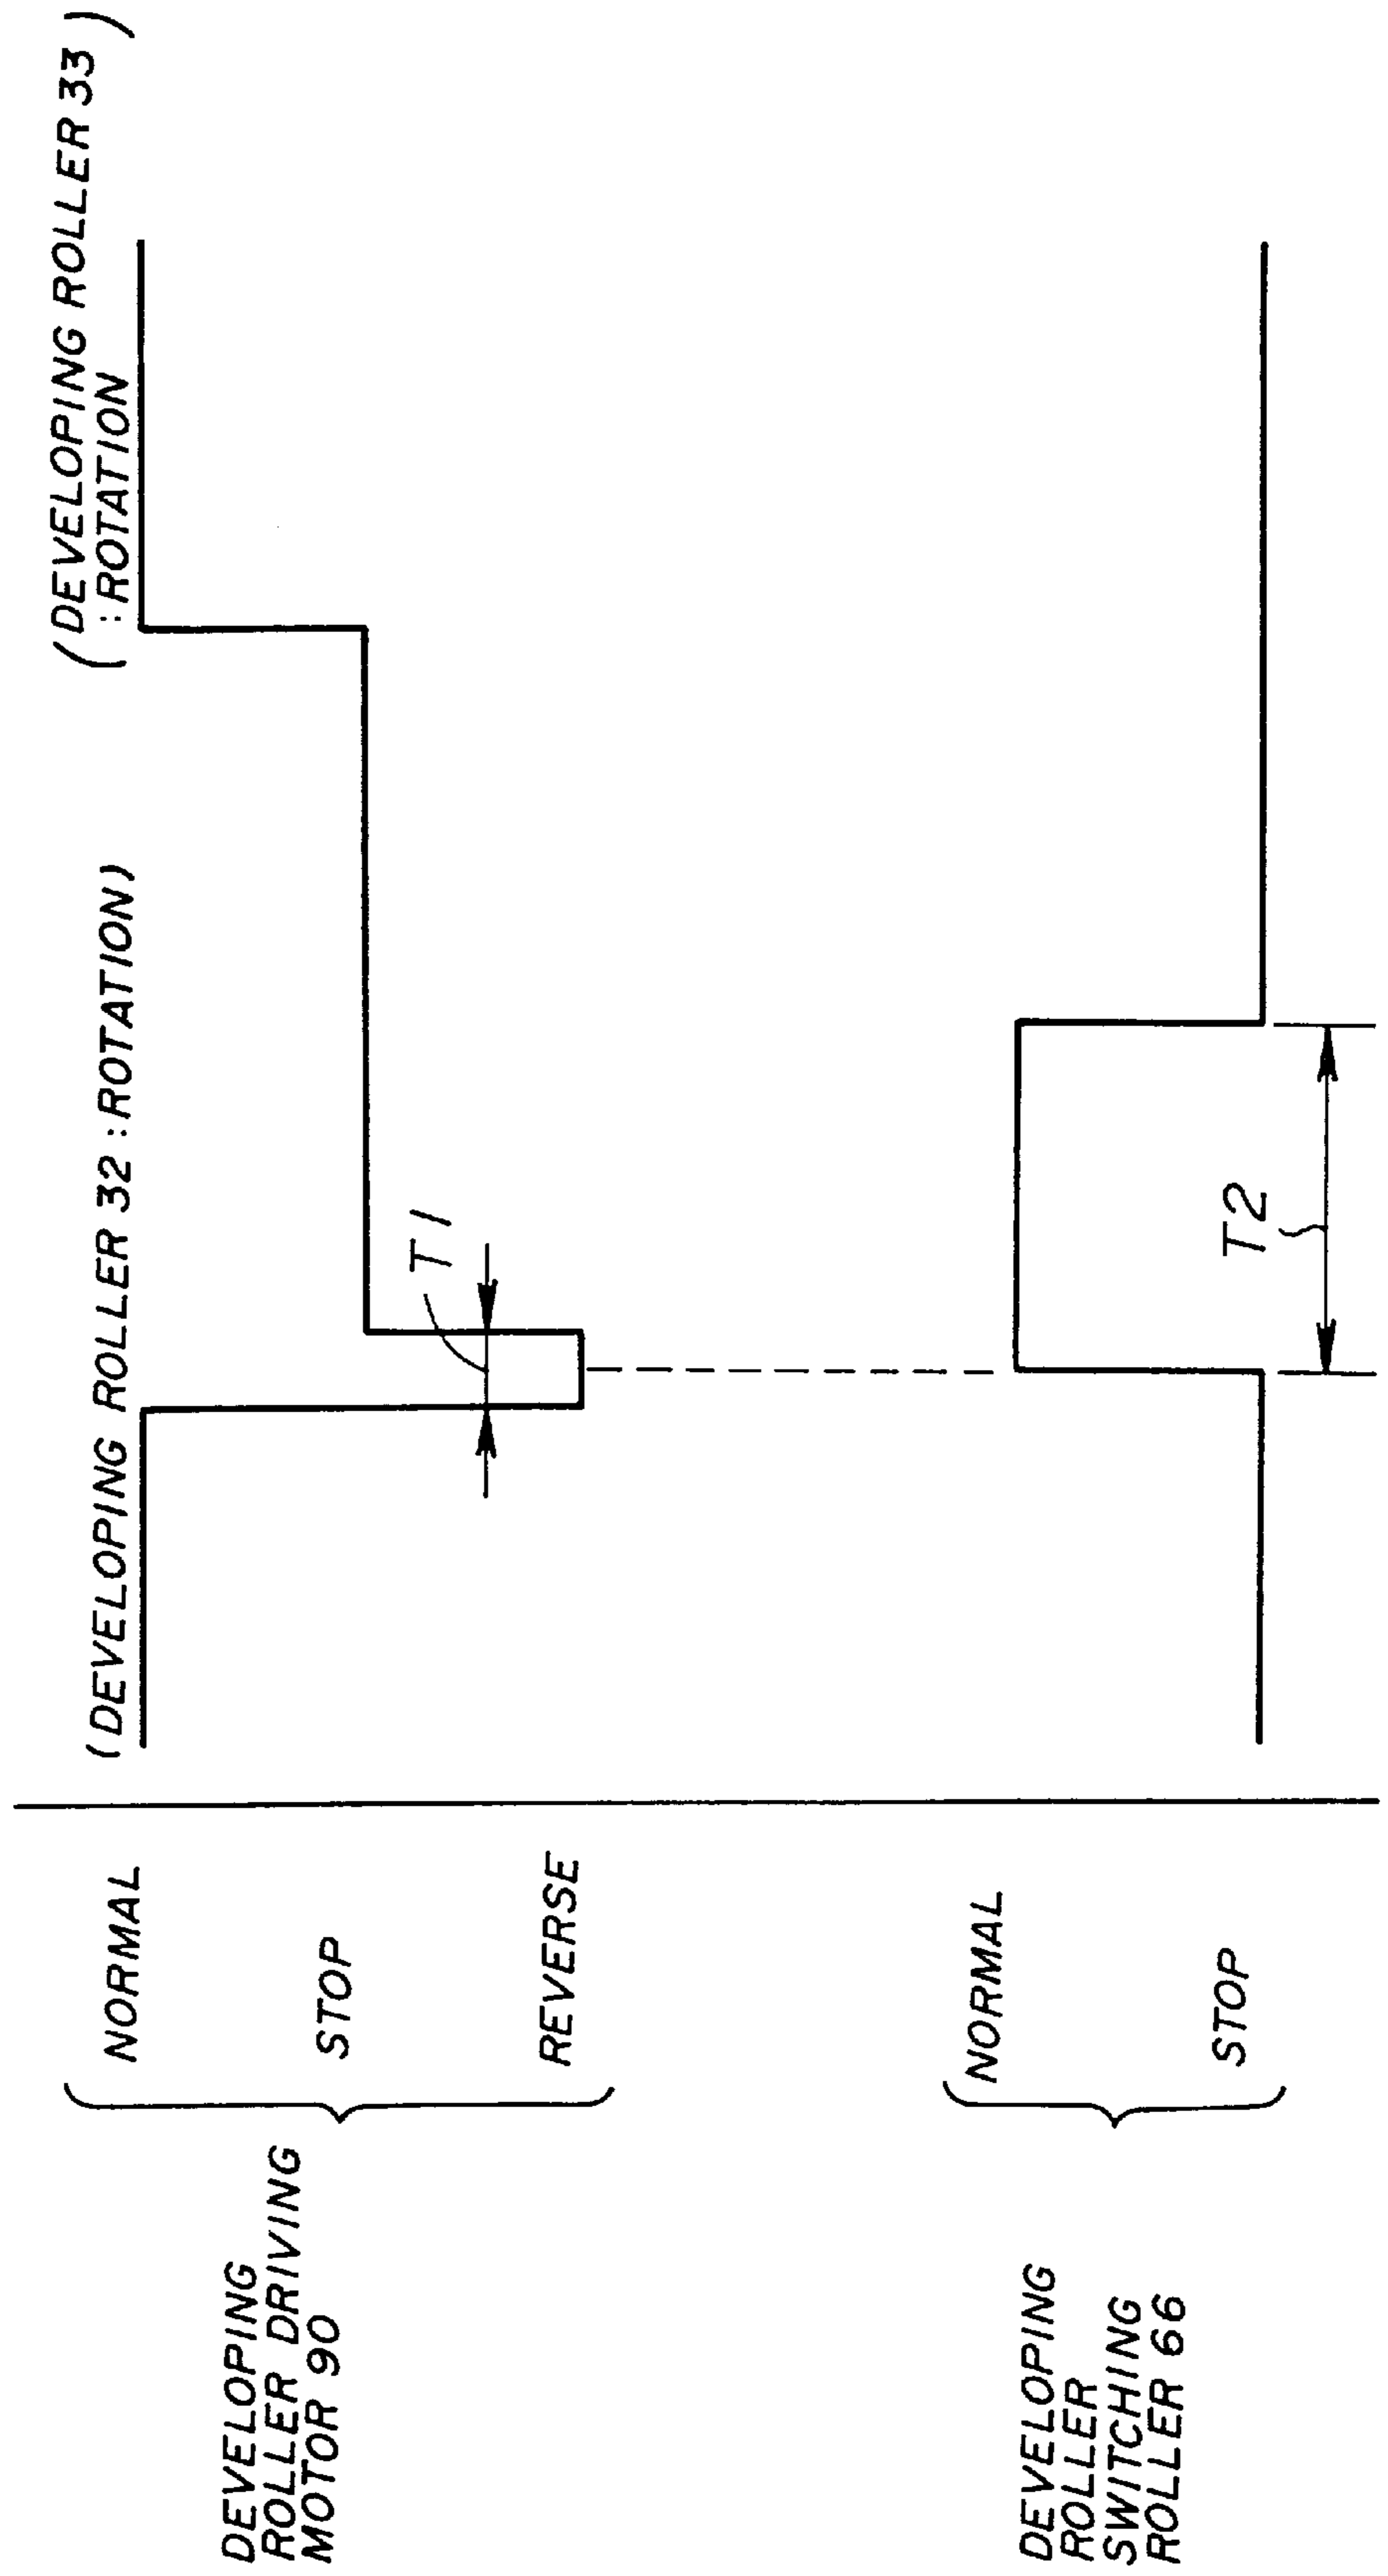 (DEVELOPING ROLLER 32 : ROTATION)
(DEVELOPING ROLLER 33
: ROTATION)
DEVELOPING
ROLLER DRIVING
MOTOR 90
NORMAL
STOP
REVERSE
T1
DEVELOPING
ROLLER
SWITCHING
ROLLER 66
NORMAL
STOP
T2